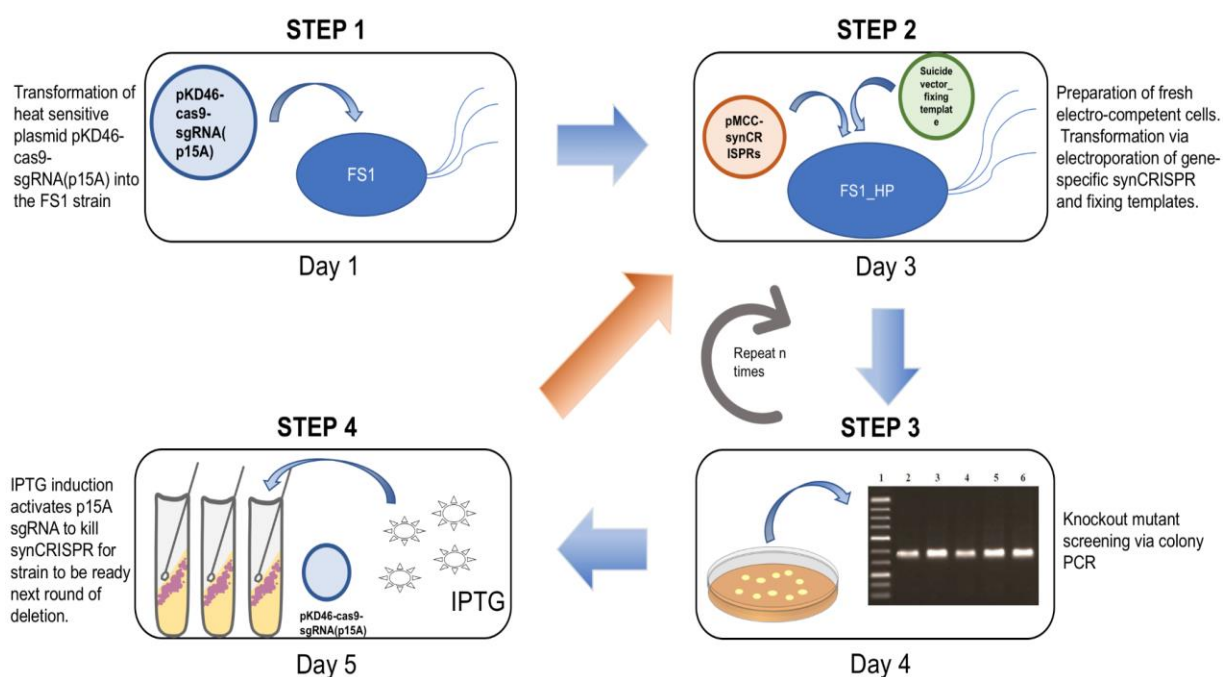 STEP 1
Transformation of
heat sensitive
plasmid pKD46-
cas9-
sgRNA(p15A) into
the FS1 strain
pKD46-
cas9-
sgRNA(
p15A)
FS1
Day 1
STEP 2
pMCC-
synCR
ISPRs
Suicide
vector_
fixing
templat
e
FS1_HP
Preparation of fresh
electro-competent cells.
Transformation via
electroporation of gene-
specific synCRISPR
and fixing templates.
Day 3
Repeat n
times
STEP 3
1 2 3 4 5 6
Knockout mutant
screening via colony
PCR
Day 4
STEP 4
IPTG induction
activates p15A
sgRNA to kill
synCRISPR for
strain to be ready
next round of
deletion.
pKD46-cas9-
sgRNA(p15A)
IPTG
Day 5